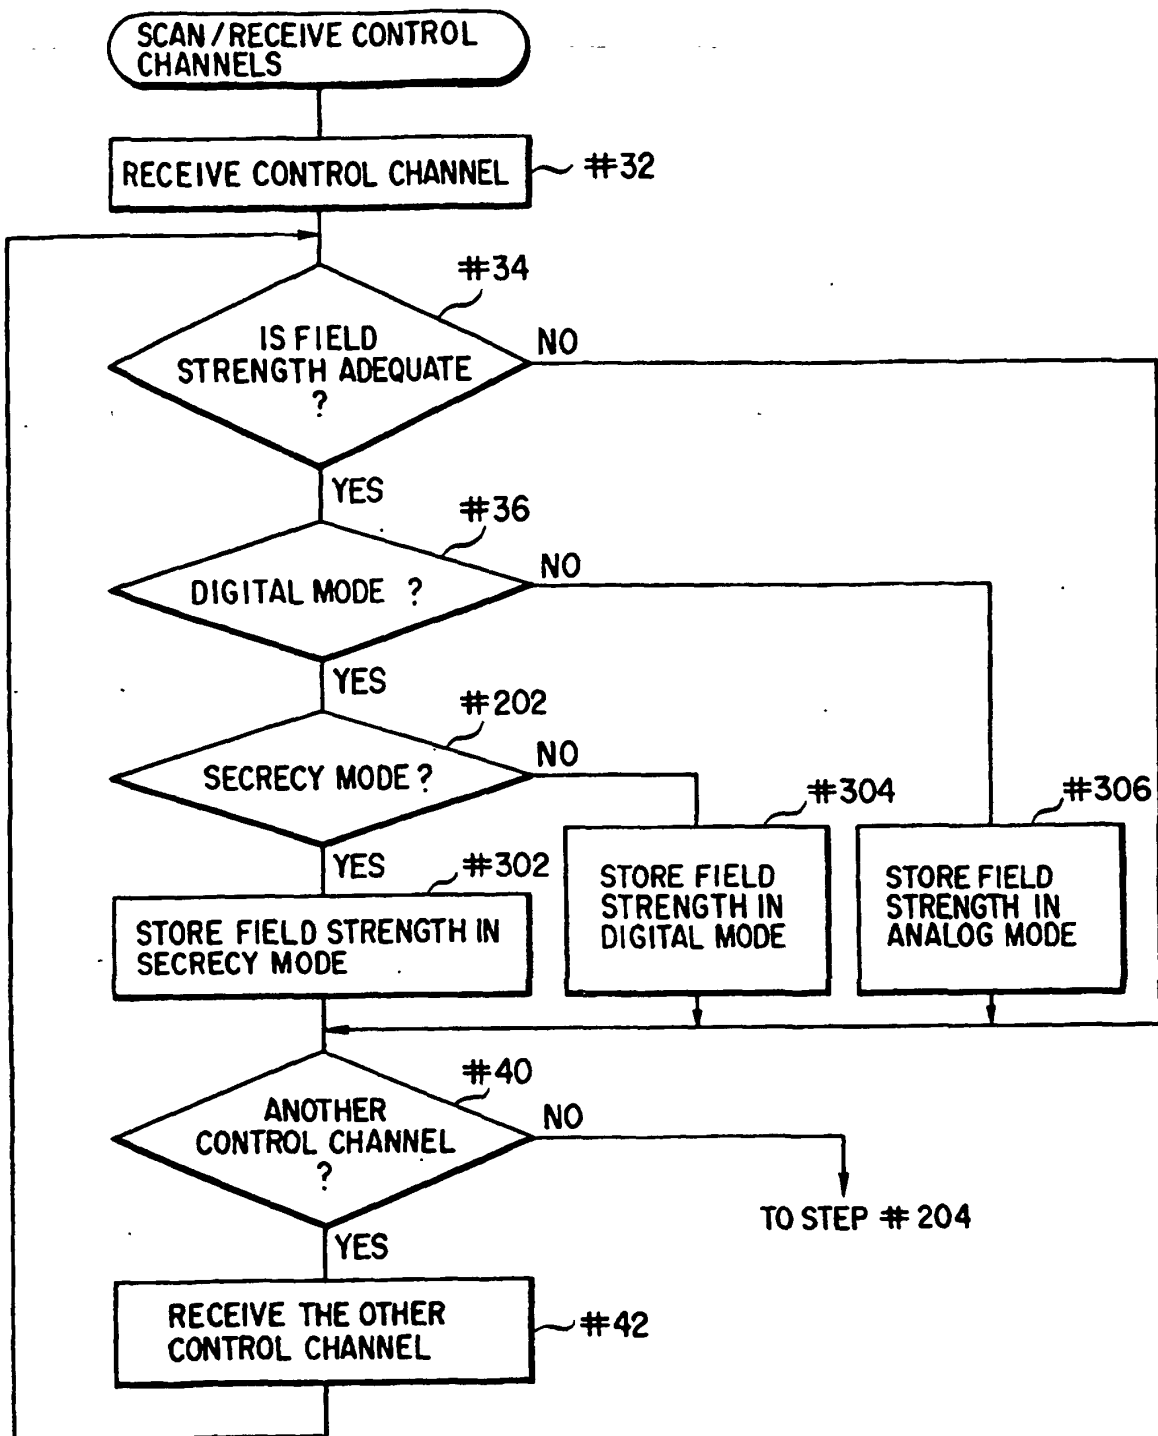 SCAN/RECEIVE CONTROL
CHANNELS
RECEIVE CONTROL CHANNEL
#32
#34
IS FIELD
STRENGTH ADEQUATE
?
NO
YES
#36
DIGITAL MODE ?
NO
YES
#202
SECRECY MODE?
NO
YES
#302
STORE FIELD STRENGTH IN
SECRECY MODE
#304
STORE FIELD
STRENGTH IN
DIGITAL MODE
#306
STORE FIELD
STRENGTH IN
ANALOG MODE
#40
ANOTHER
CONTROL CHANNEL
?
NO
TO STEP #204
YES
RECEIVE THE OTHER
CONTROL CHANNEL
#42